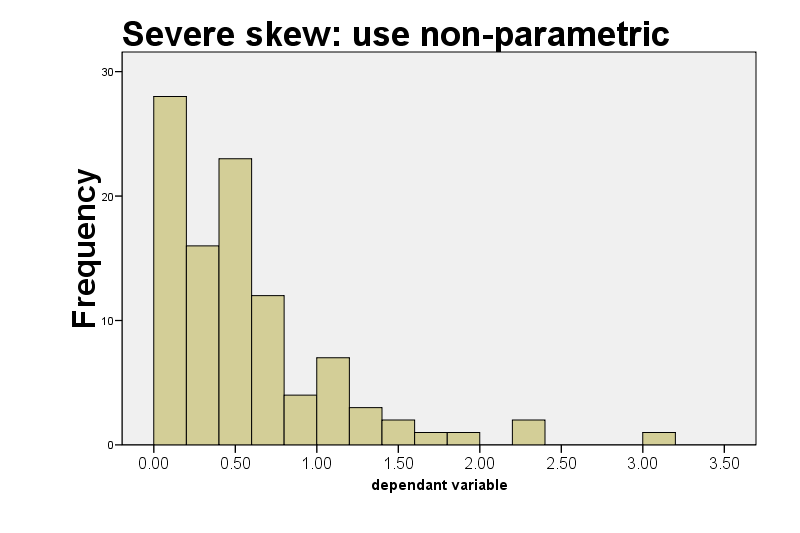 Severe skew: use non-parametric
Frequency
30
20
10
0
0.00 0.50 1.00 1.50 2.00 2.50 3.00 3.50
dependant variable